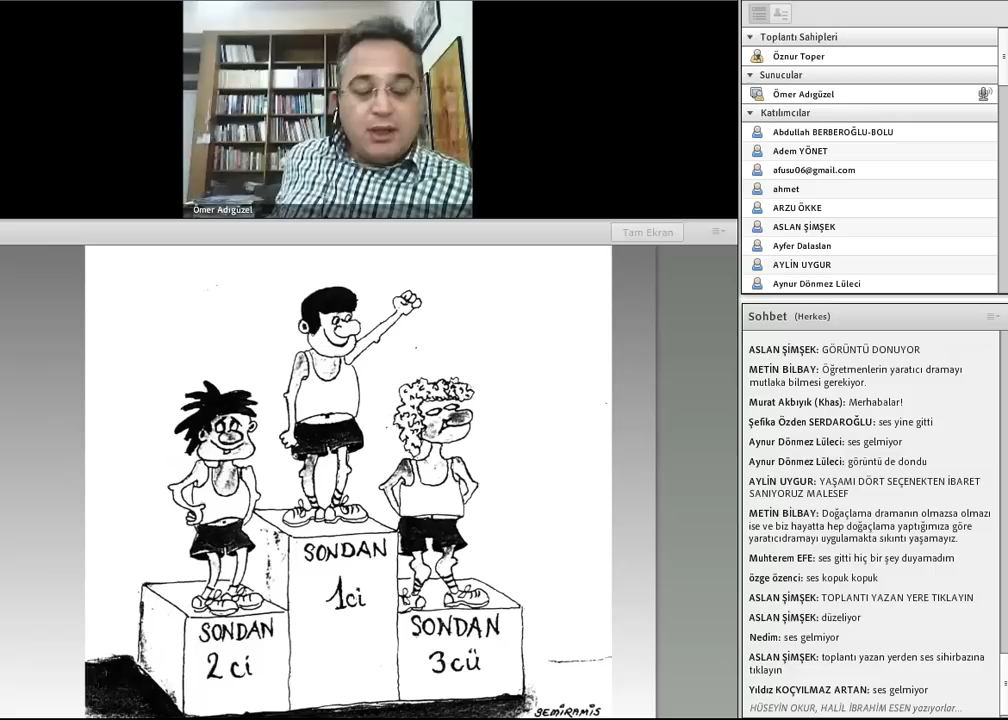 Ömer Adıgüzel
Tam Ekran
SONDAN
1ci
SONDAN
2 ci
SONDAN
3cü
SEMİRAMİS
Toplantı Sahipleri
Öznur Toper
Sunucular
Ömer Adıgüzel
Katılımcılar
Abdullah BERBEROĞLU-BOLU
Adem YÖNET
afusu06@gmail.com
ahmet
ARZU ÖKKE
ASLAN ŞİMŞEK
Ayfer Dalaslan
AYLİN UYGUR
Aynur Dönmez Lüleci
Sohbet (Herkes)
ASLAN ŞİMŞEK: GÖRÜNTÜ DONUYOR
METİN BİLBAY: Öğretmenlerin yaratıcı dramayı
mutlaka bilmesi gerekiyor.
Murat Akbıyık (Khas): Merhabalar!
Şefika Özden SERDAROĞLU: ses yine gitti
Aynur Dönmez Lüleci: ses gelmiyor
Aynur Dönmez Lüleci: görüntü de dondu
AYLİN UYGUR: YAŞAMI DÖRT SEÇENEKTEN İBARET
SANIYORUZ MALESEF
METİN BİLBAY: Doğaçlama dramanın olmazsa olmazı
ise ve biz hayatta hep doğaçlama yaptığımıza göre
yaratıcıdramayı uygulamakta sıkıntı yaşamayız.
Muhterem EFE: ses gitti hiç bir şey duyamadım
özge özenci: ses kopuk kopuk
ASLAN ŞİMŞEK: TOPLANTI YAZAN YERE TIKLAYIN
ASLAN ŞİMŞEK: düzeliyor
Nedim: ses gelmiyor
ASLAN ŞİMŞEK: toplantı yazan yerden ses sihirbazına
tıklayın
Yıldız KOÇYILMAZ ARTAN: ses gelmiyor
HÜSEYİN OKUR, HALİL İBRAHİM ESEN yazıyorlar...